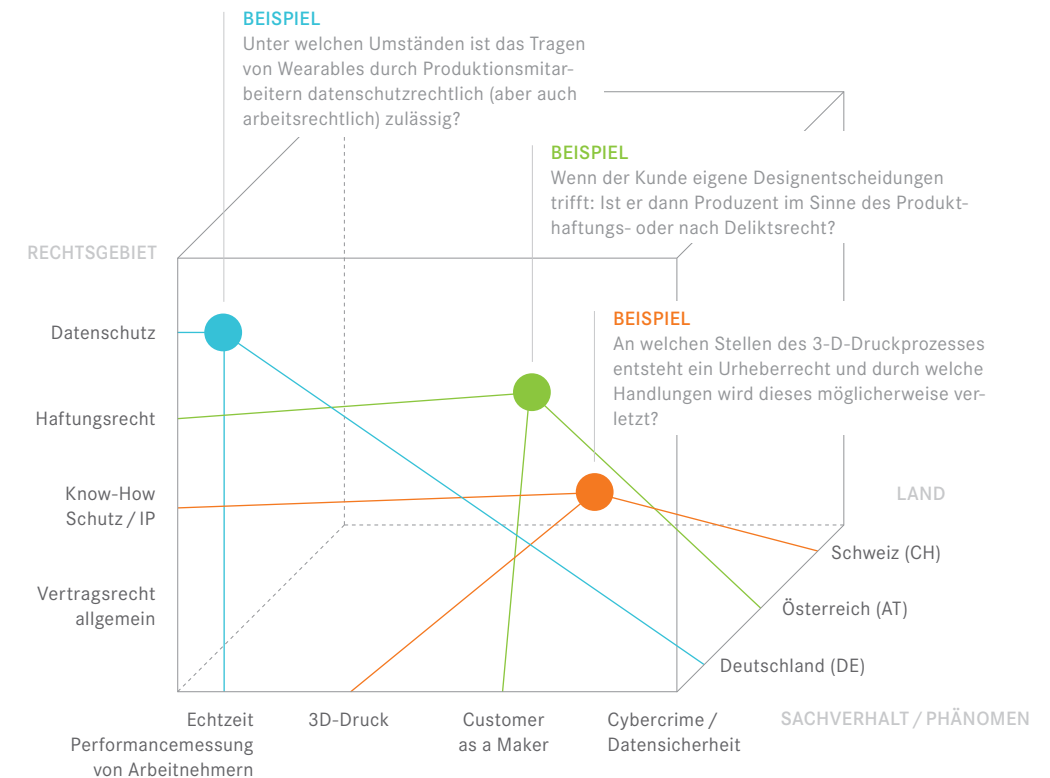 BEISPIEL
Unter welchen Umständen ist das Tragen
von Wearables durch Produktionsmitar-
beitern datenschutzrechtlich (aber auch
arbeitsrechtlich) zulässig?
BEISPIEL
Wenn der Kunde eigene Designentscheidungen
trifft: Ist er dann Produzent im Sinne des Produkt-
haftungs- oder nach Deliktsrecht?
RECHTSGEBIET
BEISPIEL
An welchen Stellen des 3-D-Druckprozesses
entsteht ein Urheberrecht und durch welche
Handlungen wird dieses möglicherweise ver-
letzt?
Datenschutz
Haftungsrecht
Know-How
Schutz / IP
Vertragsrecht
allgemein
LAND
Schweiz (CH)
Österreich (AT)
Deutschland (DE)
Echtzeit
Performancemessung
von Arbeitnehmern
3D-Druck
Customer
as a Maker
Cybercrime /
Datensicherheit
SACHVERHALT / PHÄNOMEN